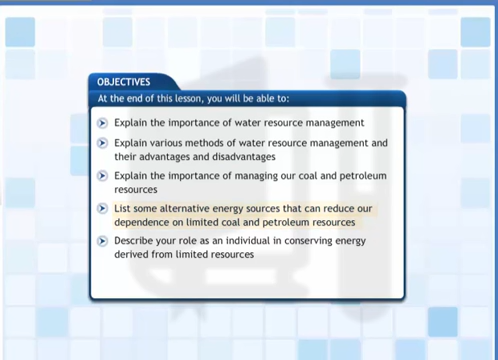 OBJECTIVES
At the end of this lesson, you will be able to:
Explain the importance of water resource management
Explain various methods of water resource management and
their advantages and disadvantages
Explain the importance of managing our coal and petroleum
resources
List some alternative energy sources that can reduce our
dependence on limited coal and petroleum resources
Describe your role as an individual in conserving energy
derived from limited resources